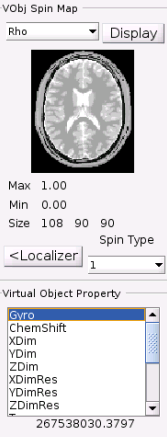 VObj Spin Map
Rho
Display
Max 1.00
Min 0.00
Size 108 90 90
Spin Type
<Localizer
1
Virtual Object Property
Gyro
ChemShift
XDim
YDim
ZDim
XDimRes
YDimRes
ZDimRes
267538030.3797